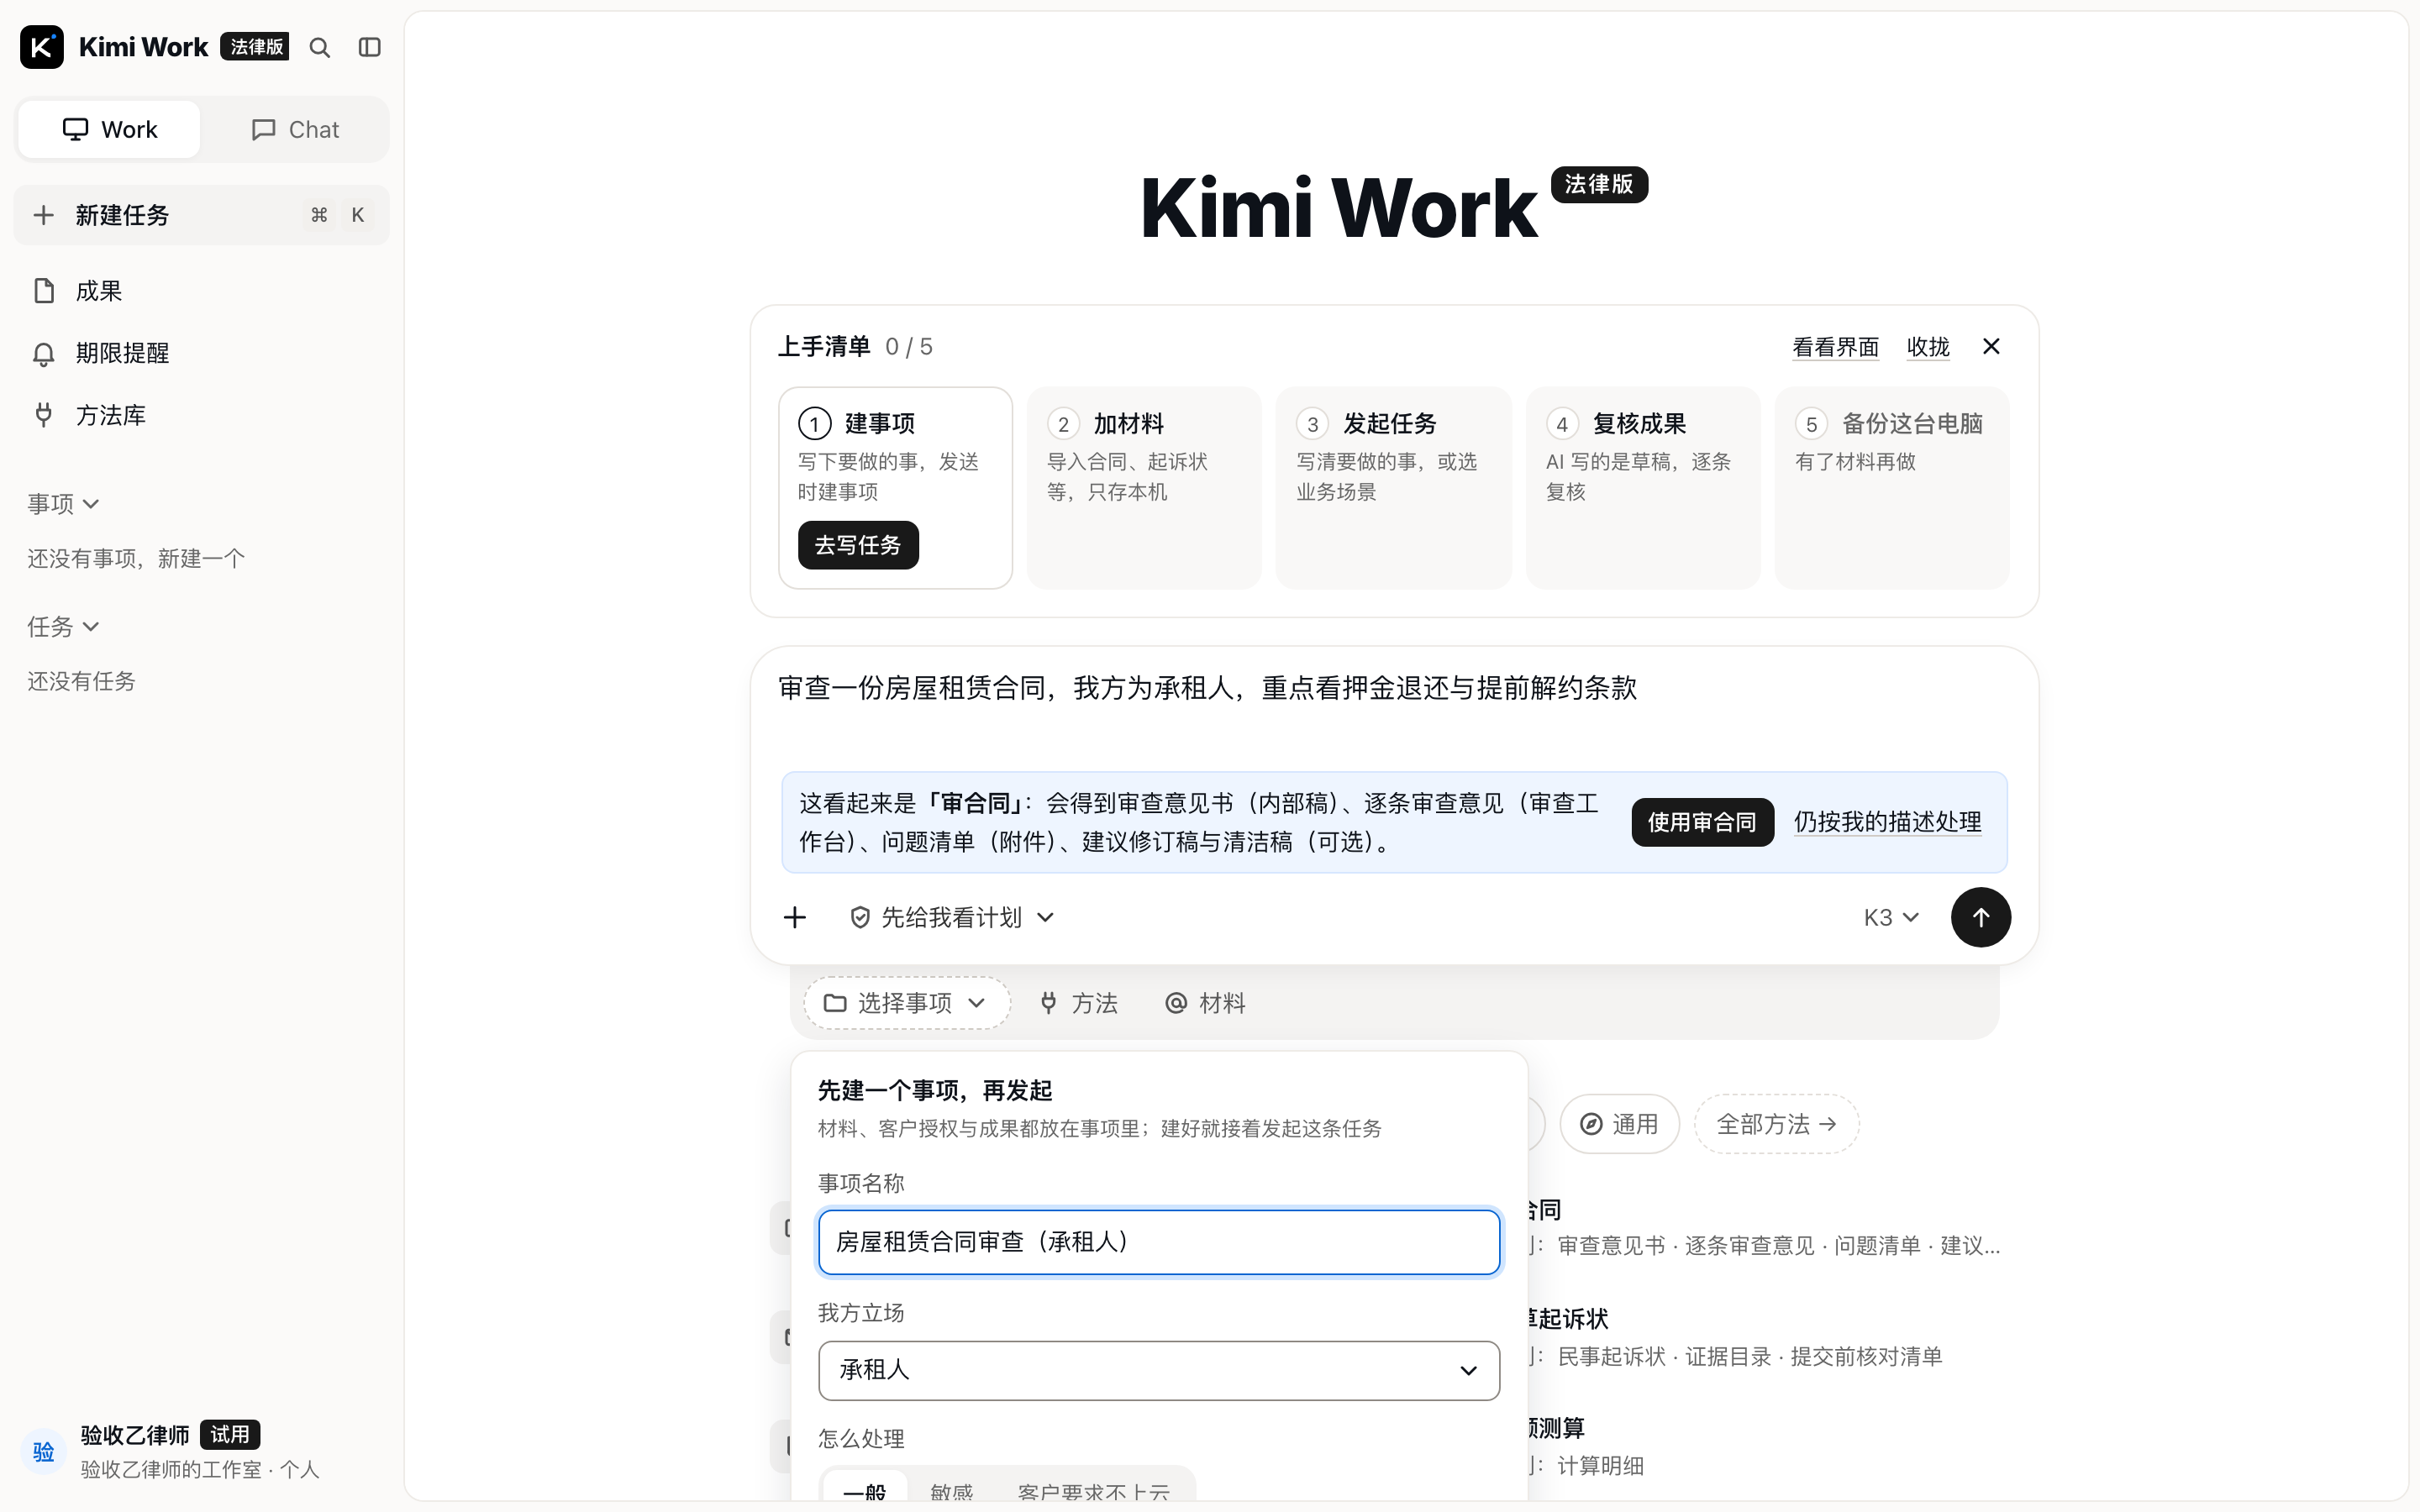 Kimi Work 法律版
Work
Chat
新建任务 ⌘ K
成果
期限提醒
方法库
事项
还没有事项，新建一个
任务
还没有任务
验 验收乙律师 试用
验收乙律师的工作室 · 个人
Kimi Work 法律版
上手清单 0 / 5
看看界面 收拢
1 建事项
写下要做的事，发送
时建事项
去写任务
2 加材料
导入合同、起诉状
等，只存本机
3 发起任务
写清要做的事，或选
业务场景
4 复核成果
AI 写的是草稿，逐条
复核
5 备份这台电脑
有了材料再做
审查一份房屋租赁合同，我方为承租人，重点看押金退还与提前解约条款
这看起来是「审合同」：会得到审查意见书（内部稿）、逐条审查意见（审查工
作台）、问题清单（附件）、建议修订稿与清洁稿（可选）。
使用审合同 仍按我的描述处理
先给我看计划
K3
选择事项 方法 @ 材料
先建一个事项，再发起
材料、客户授权与成果都放在事项里；建好就接着发起这条任务
事项名称
房屋租赁合同审查（承租人）
我方立场
承租人
怎么处理
一般 敏感 客户要求不上云
通用 全部方法 →
合同
：审查意见书 · 逐条审查意见 · 问题清单 · 建议...
起诉状
：民事起诉状 · 证据目录 · 提交前核对清单
测算
：计算明细